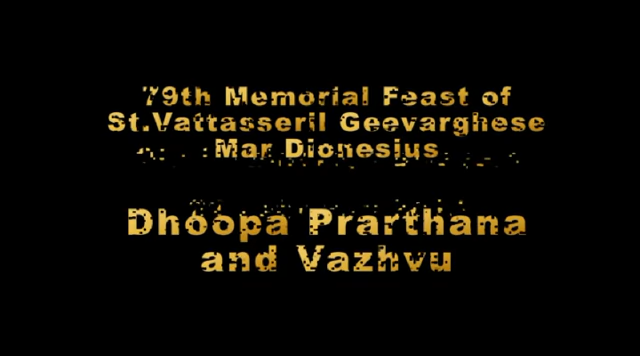 79th Memorial Feast of
St.Vattasseril Geevarghese
Mar Dionesius
Dhoopa Prarthana
and Vazhvu